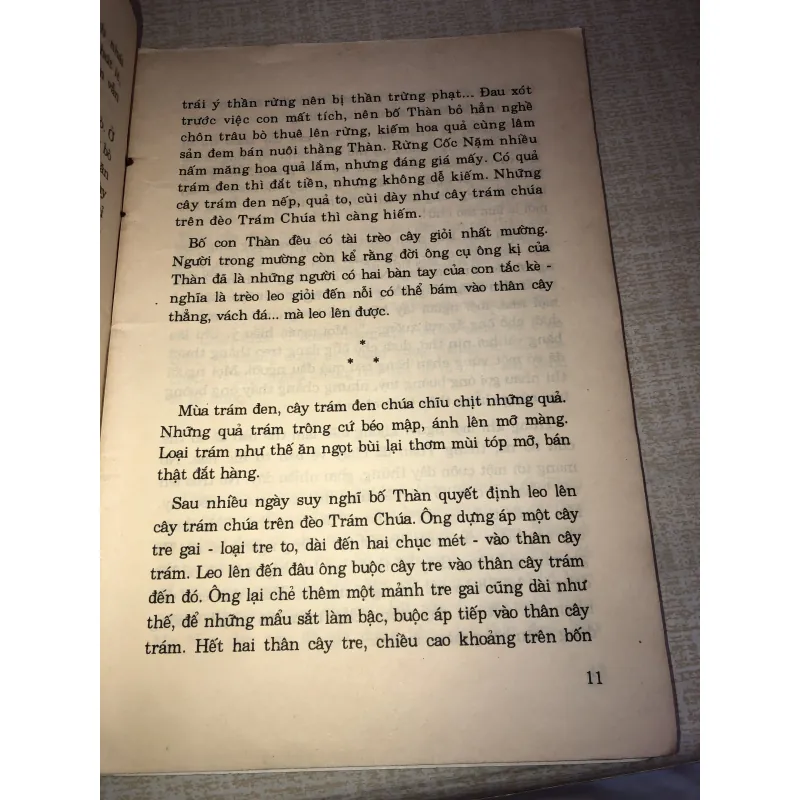 trái ý thần rừng nên bị thần trừng phạt... Đau xót
trước việc con mất tích, nên bố Thàn bỏ hẳn nghề
chôn trâu bò thuê lên rừng, kiếm hoa quả cùng lâm
sản đem bán nuôi thằng Thàn. Rừng Cốc Nặm nhiều
nấm măng hoa quả lắm, nhưng đáng giá mấy. Có quả
trám đen thì đắt tiền, nhưng không dễ kiếm. Những
cây trám đen nếp, quả to, cùi dày như cây trám chúa
trên đèo Trám Chúa thì càng hiếm.
Bố con Thàn đều có tài trèo cây giỏi nhất mường.
Người trong mường còn kể rằng đời ông cụ ông kị của
Thàn đã là những người có hai bàn tay của con tắc kè -
nghĩa là trèo leo giỏi đến nỗi có thể bám vào thân cây
thẳng, vách đá... mà leo lên được.
*
* *
Mùa trám đen, cây trám đen chúa chĩu chịt những quả.
Những quả trám trông cứ béo mập, ánh lên mỡ màng.
Loại trám như thế ăn ngọt bùi lại thơm mùi tóp mỡ, bán
thật đắt hàng.
Sau nhiều ngày suy nghĩ bố Thàn quyết định leo lên
cây trám chúa trên đèo Trám Chúa. Ông dựng áp một cây
tre gai - loại tre to, dài đến hai chục mét - vào thân cây
trám. Leo lên đến đâu ông buộc cây tre vào thân cây trám
đến đó. Ông lại chẻ thêm một mảnh tre gai cũng dài như
thế, để những mẩu sắt làm bậc, buộc áp tiếp vào thân cây
trám. Hết hai thân cây tre, chiều cao khoảng trên bốn
11